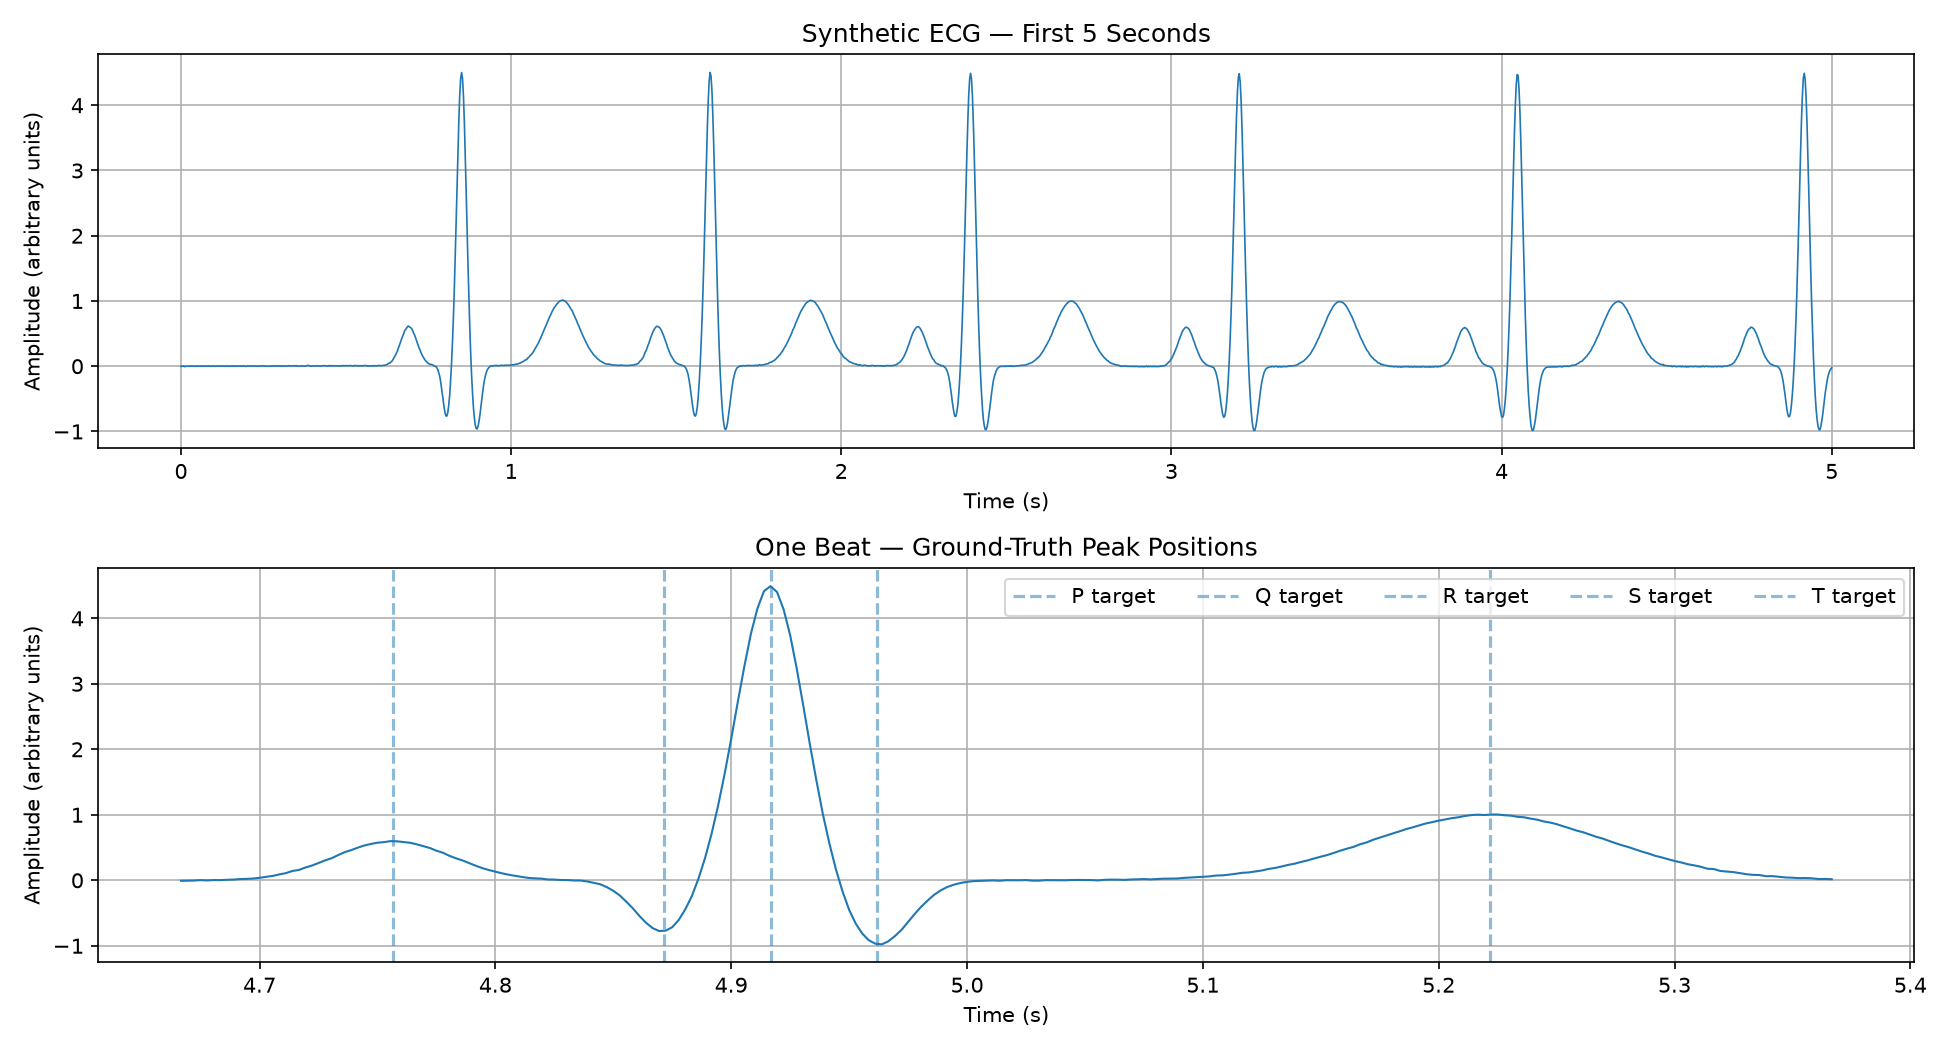 Synthetic ECG — First 5 Seconds
Amplitude (arbitrary units)
4
3
2
1
0
−1
0 1 2 3 4 5
Time (s)
One Beat — Ground-Truth Peak Positions
Amplitude (arbitrary units)
P target Q target R target S target T target
4
3
2
1
0
−1
4.7 4.8 4.9 5.0 5.1 5.2 5.3 5.4
Time (s)